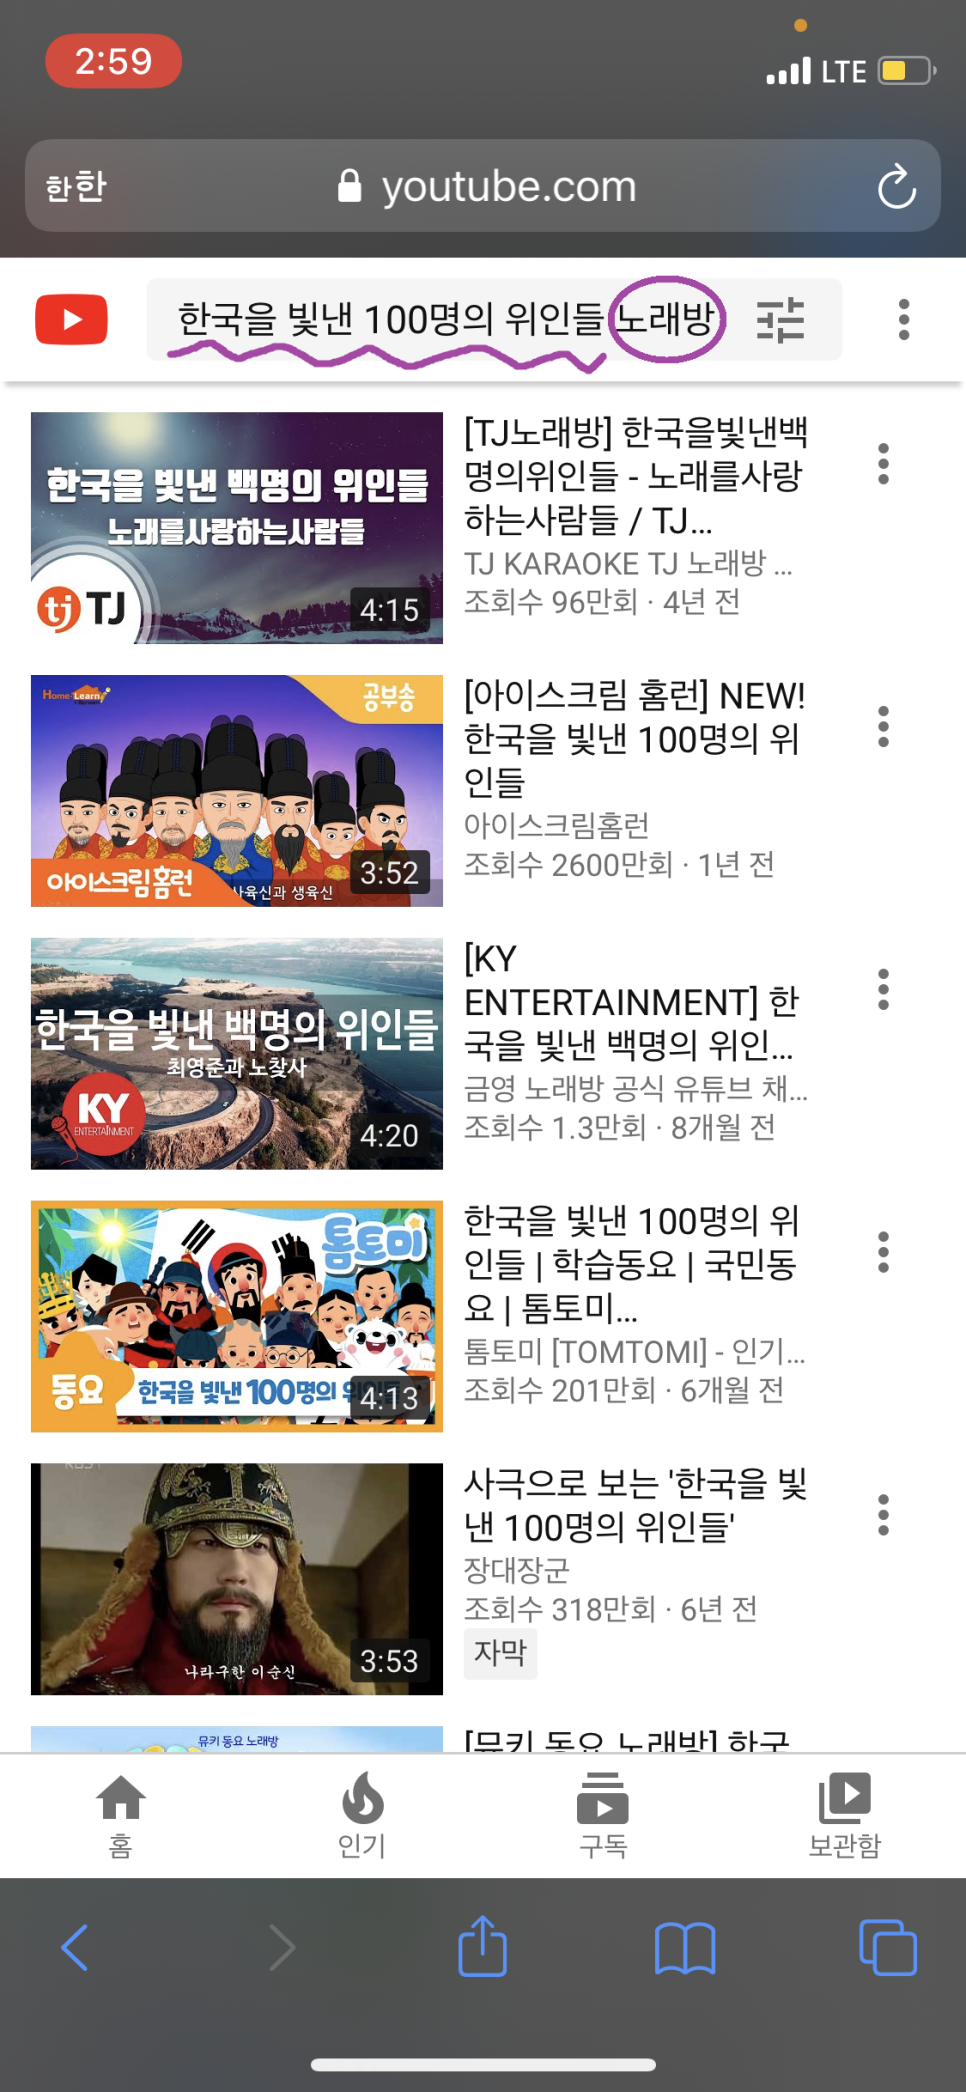 2:59
LTE
한한 youtube.com
한국을 빛낸 100명의 위인들 노래방
한국을 빛낸 백명의 위인들
노래를사랑하는사람들
tj TJ
4:15
[TJ노래방] 한국을빛낸백
명의위인들 - 노래를사랑
하는사람들 / TJ...
TJ KARAOKE TJ 노래방 ...
조회수 96만회 · 4년 전
Home Learn
공부송
아이스크림홈런
사육신과 생육신
3:52
[아이스크림 홈런] NEW!
한국을 빛낸 100명의 위
인들
아이스크림홈런
조회수 2600만회 · 1년 전
한국을 빛낸 백명의 위인들
최영준과 노찾사
KY
ENTERTAINMENT
4:20
[KY
ENTERTAINMENT] 한
국을 빛낸 백명의 위인...
금영 노래방 공식 유튜브 채...
조회수 1.3만회 · 8개월 전
톰토미
동요
한국을 빛낸 100명의 위인들
4:13
한국을 빛낸 100명의 위
인들 | 학습동요 | 국민동
요 | 톰토미...
톰토미 [TOMTOMI] - 인기...
조회수 201만회 · 6개월 전
나라구한 이순신
3:53
사극으로 보는 '한국을 빛
낸 100명의 위인들'
장대장군
조회수 318만회 · 6년 전
자막
뮤키 동요 노래방
[뮤키 동요 노래방] 한국
홈
인기
구독
보관함